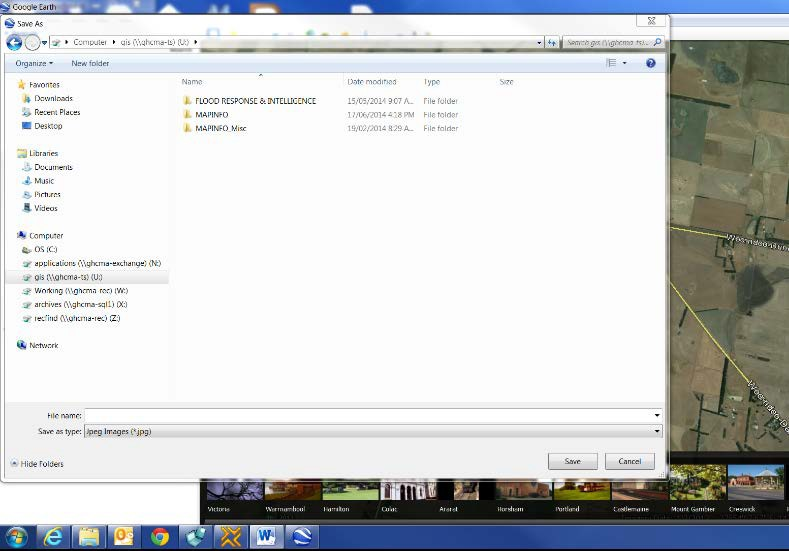 Google Earth
Save As
Computer gis (\\ghcma-ts) (U:)
Search gis (\\ghcma-ts)...
Organize New folder
Name Date modified Type Size
Favorites
Downloads
Recent Places
Desktop
Libraries
Documents
Music
Pictures
Videos
Computer
OS (C:)
applications (\\ghcma-exchange) (N:)
gis (\\ghcma-ts) (U:)
Working (\\ghcma-rec) (W:)
archives (\\ghcma-sql1) (X:)
recfind (\\ghcma-rec) (Z:)
Network
FLOOD RESPONSE & INTELLIGENCE 15/05/2014 9:07 A... File folder
MAPINFO 17/06/2014 4:18 PM File folder
MAPINFO_Misc 19/02/2014 8:29 A... File folder
File name:
Save as type: Jpeg Images (*.jpg)
Hide Folders Save Cancel
Victoria Warrnambool Hamilton Colac Ararat Horsham Portland Castlemaine Mount Gambier Creswick